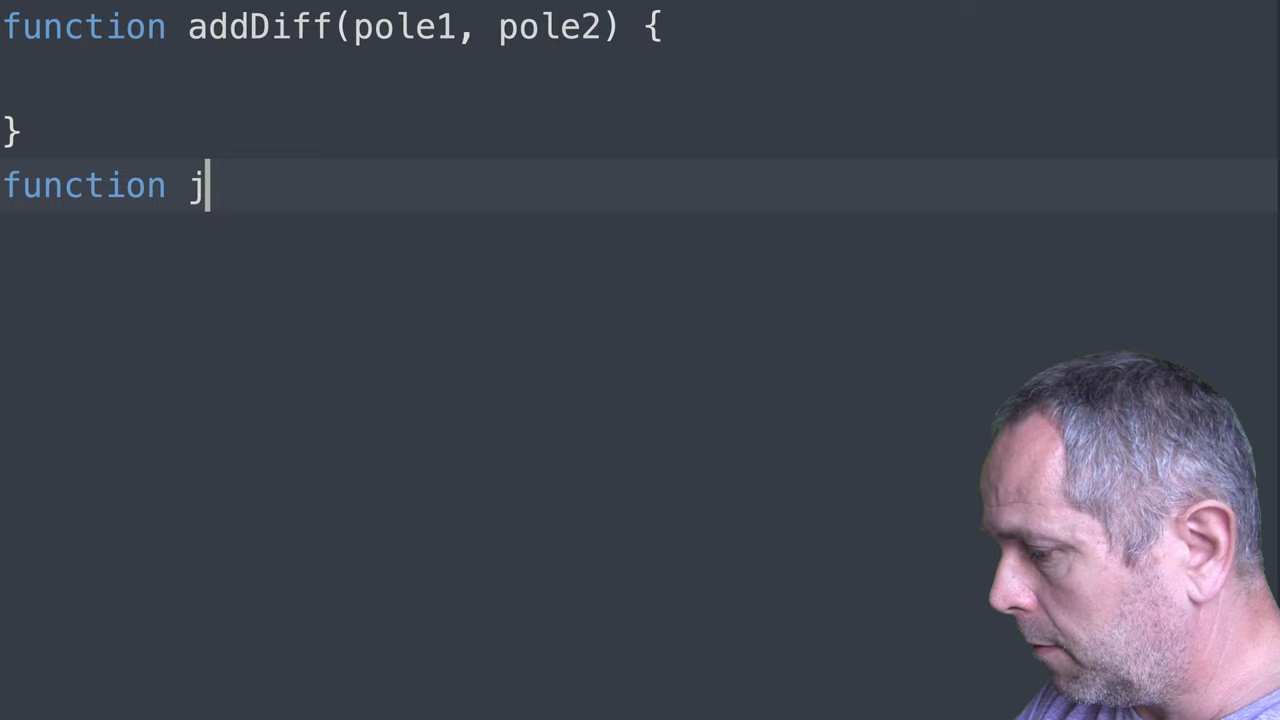 function addDiff(pole1, pole2) {
}
function j